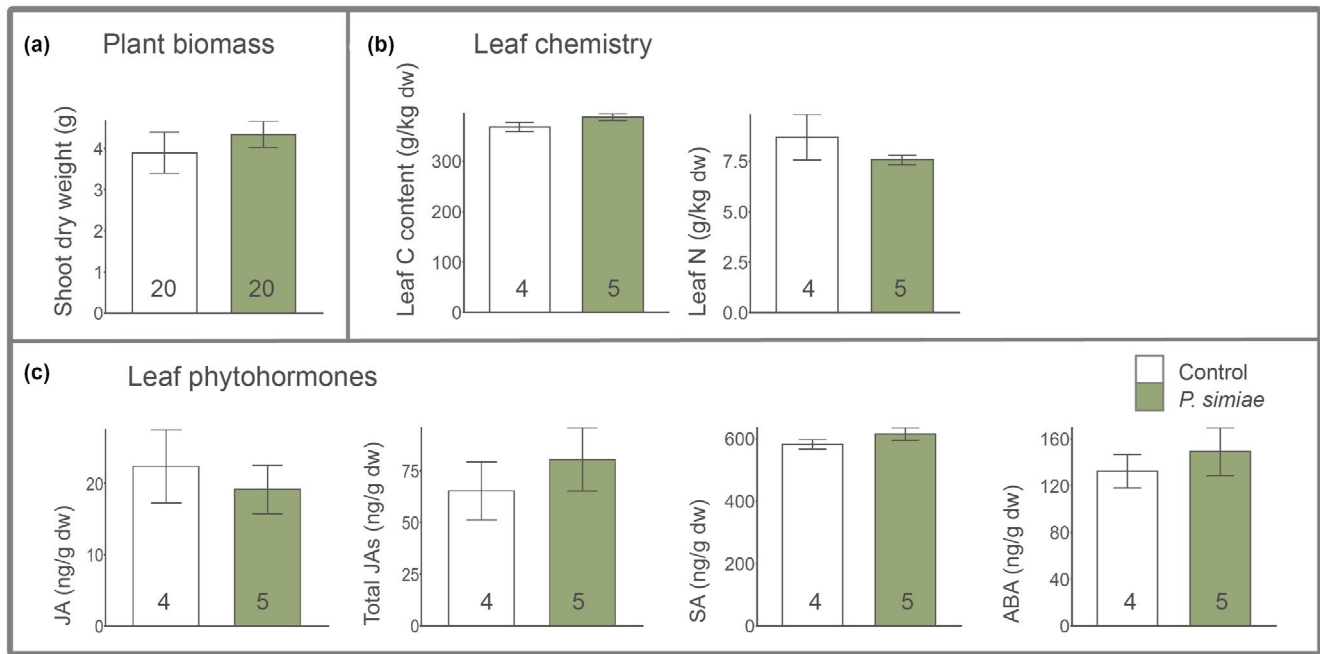 (a)
Plant biomass
Shoot dry weight (g)
4
3
2
1
0
20
20
(b)
Leaf chemistry
Leaf C content (g/kg dw)
300
200
100
0
4
5
Leaf N (g/kg dw)
7.5
5.0
2.5
0.0
4
5
(c)
Leaf phytohormones
Control
P. simiae
JA (ng/g dw)
20
10
0
4
5
Total JAs (ng/g dw)
75
50
25
0
4
5
SA (ng/g dw)
600
400
200
0
4
5
ABA (ng/g dw)
160
120
80
40
0
4
5